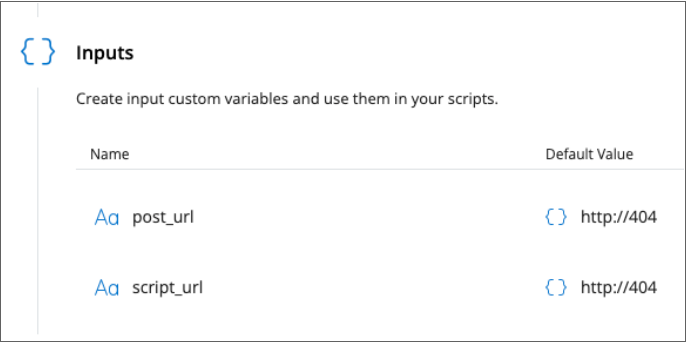 {} Inputs
Create input custom variables and use them in your scripts.
Name Default Value
Aa post_url {} http://404
Aa script_url {} http://404